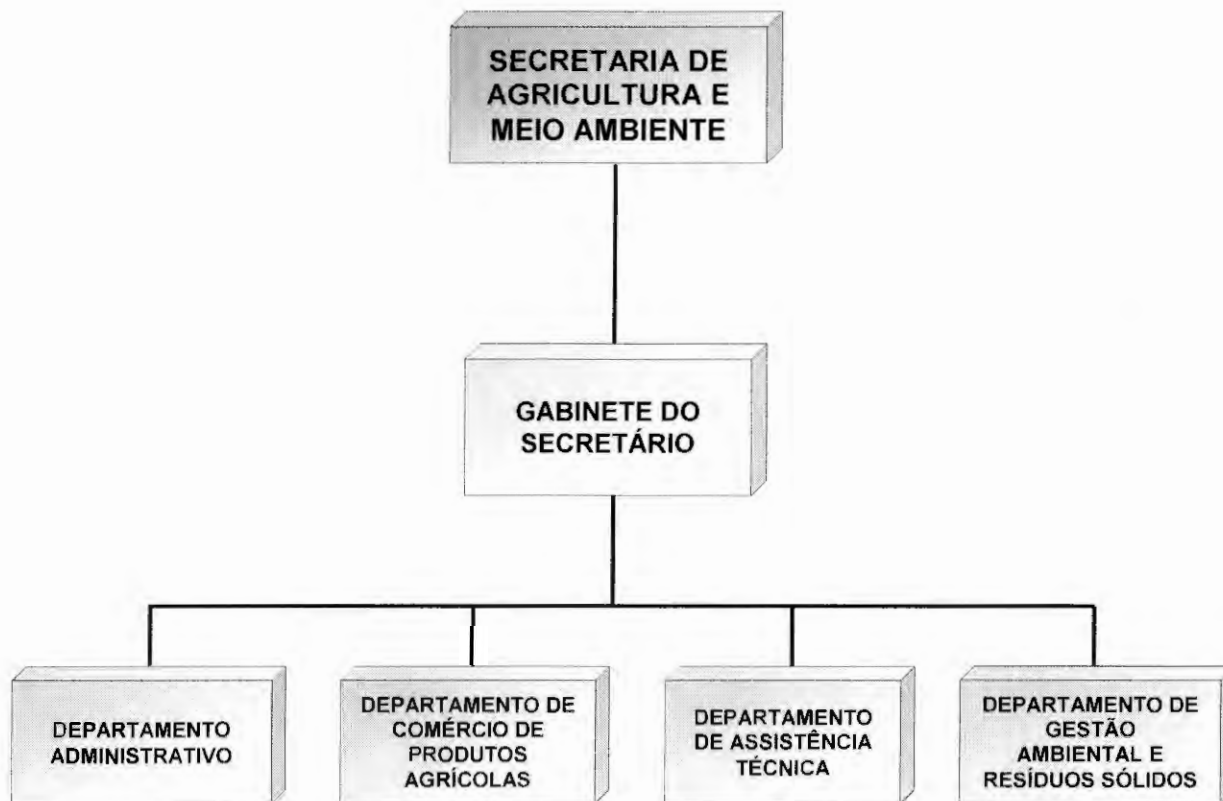 SECRETARIA DE
AGRICULTURA E
MEIO AMBIENTE
GABINETE DO
SECRETÁRIO
DEPARTAMENTO
ADMINISTRATIVO
DEPARTAMENTO DE
COMÉRCIO DE
PRODUTOS
AGRÍCOLAS
DEPARTAMENTO
DE ASSISTÊNCIA
TÉCNICA
DEPARTAMENTO DE
GESTÃO
AMBIENTAL E
RESÍDUOS SÓLIDOS